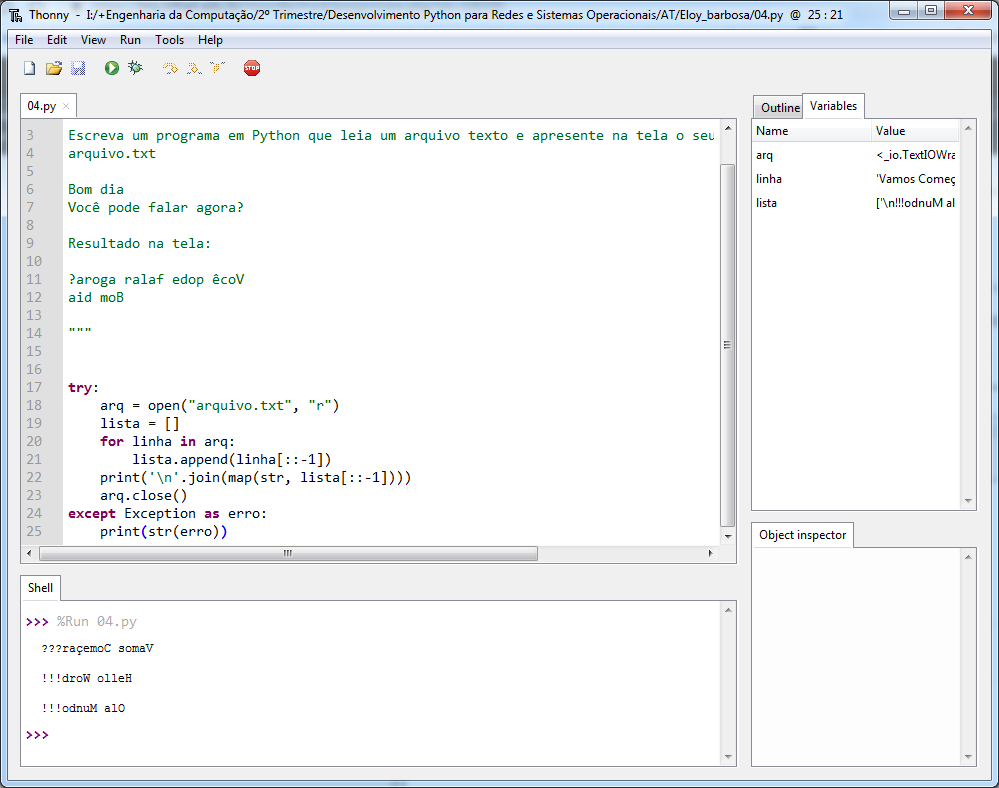 Thonny - I:/+Engenharia da Computação/2º Trimestre/Desenvolvimento Python para Redes e Sistemas Operacionais/AT/Eloy_barbosa/04.py @ 25 : 21
File Edit View Run Tools Help
STOP
04.py
3 Escreva um programa em Python que leia um arquivo texto e apresente na tela o seu
4 arquivo.txt
5
6 Bom dia
7 Você pode falar agora?
8
9 Resultado na tela:
10
11 ?aroga ralaf edop êcoV
12 aid moB
13
14 """
15
16
17 try:
18 arq = open("arquivo.txt", "r")
19 lista = []
20 for linha in arq:
21 lista.append(linha[::-1])
22 print('\n'.join(map(str, lista[::-1])))
23 arq.close()
24 except Exception as erro:
25 print(str(erro))
Shell
>>> %Run 04.py
???raçemoC somaV
!!!droW olleH
!!!odnuM alO
>>>
Outline Variables
Name Value
arq <_io.TextIOWra
linha 'Vamos Começ
lista ['\n!!!odnuM al
Object inspector